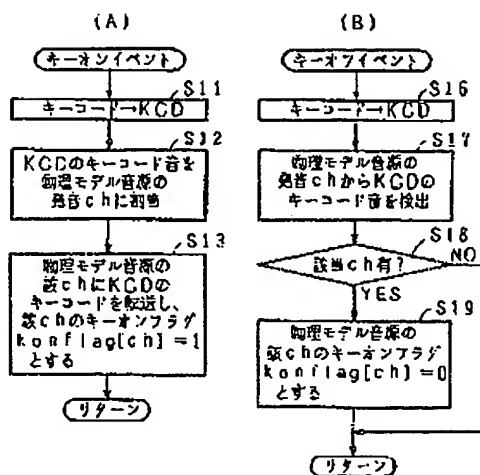 (A)
キーオンイベント
S11
キーコード→KCD
S12
KCDのキーコード音を
物理モデル音源の
発音chに割当
S13
物理モデル音源の
該chにKCDの
キーコードを転送し、
該chのキーオンフラグ
konflag[ch]=1
とする
リターン
(B)
キーオフイベント
S16
キーコード→KCD
S17
物理モデル音源の
発音chからKCDの
キーコード音を検出
S18
該当ch有?
NO
YES
S19
物理モデル音源の
該chのキーオンフラグ
konflag[ch]=0
とする
リターン